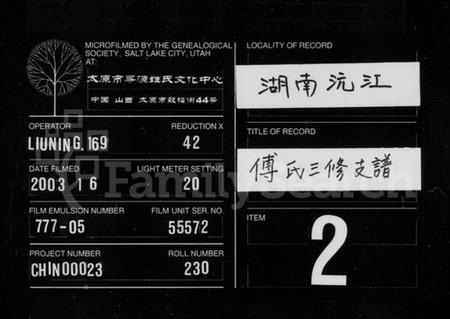 MICROFILMED BY THE GENEALOGICAL
SOCIETY, SALT LAKE CITY, UTAH
AT:
太原市寻源姓氏文化中心
中国 山西 太原市鼓楼街44号
OPERATOR
LIUNING.169
REDUCTION X
42
DATE FILMED
2003 1 6
LIGHT METER SETTING
20
FILM EMULSION NUMBER
777-05
FILM UNIT SER. NO.
55572
PROJECT NUMBER
CHIN00023
ROLL NUMBER
230
LOCALITY OF RECORD
湖南沅江
TITLE OF RECORD
傅氏三修支譜
ITEM
2
FamilySearch